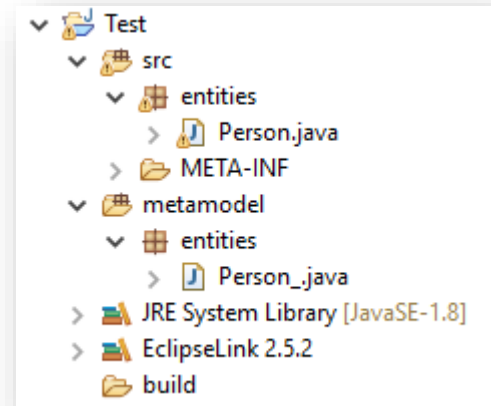 Test
src
entities
Person.java
META-INF
metamodel
entities
Person_.java
JRE System Library [JavaSE-1.8]
EclipseLink 2.5.2
build